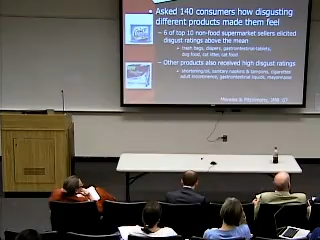 • Asked 140 consumers how disgusting
different products made them feel
– 6 of top 10 non-food supermarket sellers elicited
disgust ratings above the mean
• trash bags, diapers, gastrointestinal-tablets,
dog food, cat litter, cat food
– Other products also received high disgust ratings
• shortening/oil, sanitary napkins & tampons, cigarettes
adult incontinence, gastrointestinal liquids, mayonnaise
Morales & Fitzsimons, JMR '07